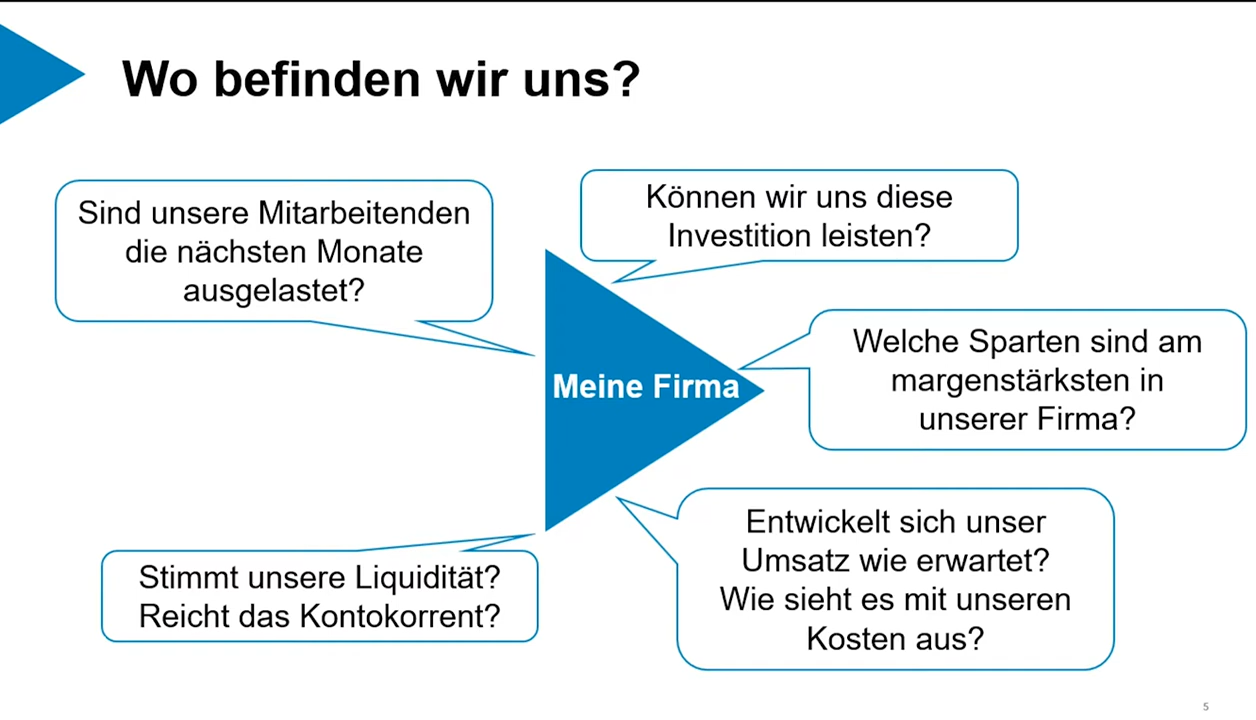 Wo befinden wir uns?
Sind unsere Mitarbeitenden
die nächsten Monate
ausgelastet?
Können wir uns diese
Investition leisten?
Meine Firma
Welche Sparten sind am
margenstärksten in
unserer Firma?
Stimmt unsere Liquidität?
Reicht das Kontokorrent?
Entwickelt sich unser
Umsatz wie erwartet?
Wie sieht es mit unseren
Kosten aus?
5